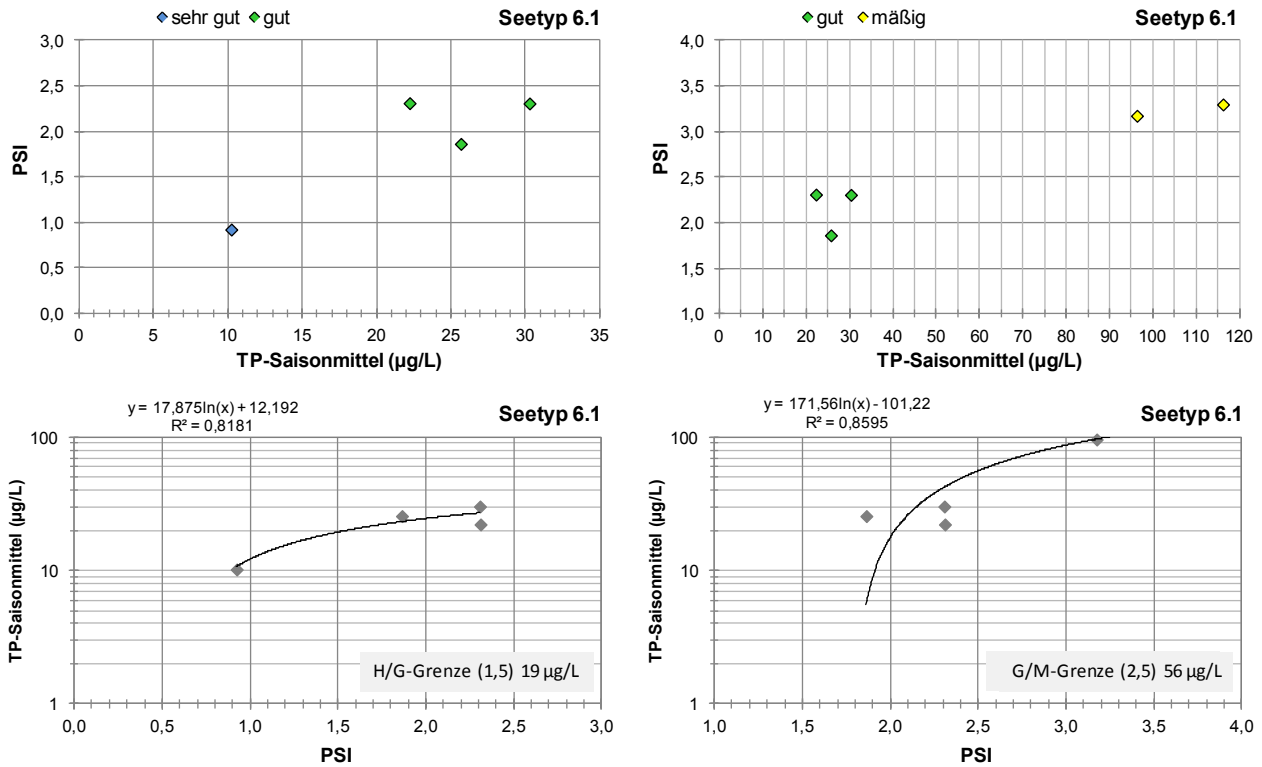 sehr gut gut
Seetyp 6.1
3,0
2,5
2,0
1,5
1,0
0,5
0,0
PSI
0 5 10 15 20 25 30 35
TP-Saisonmittel (µg/L)
gut mäßig
Seetyp 6.1
4,0
3,5
3,0
2,5
2,0
1,5
1,0
PSI
0 10 20 30 40 50 60 70 80 90 100 110 120
TP-Saisonmittel (µg/L)
y = 17,875ln(x) + 12,192
R² = 0,8181
Seetyp 6.1
100
10
1
TP-Saisonmittel (µg/L)
H/G-Grenze (1,5) 19 µg/L
0,0 0,5 1,0 1,5 2,0 2,5 3,0
PSI
y = 171,56ln(x) - 101,22
R² = 0,8595
Seetyp 6.1
100
10
1
TP-Saisonmittel (µg/L)
G/M-Grenze (2,5) 56 µg/L
1,0 1,5 2,0 2,5 3,0 3,5 4,0
PSI